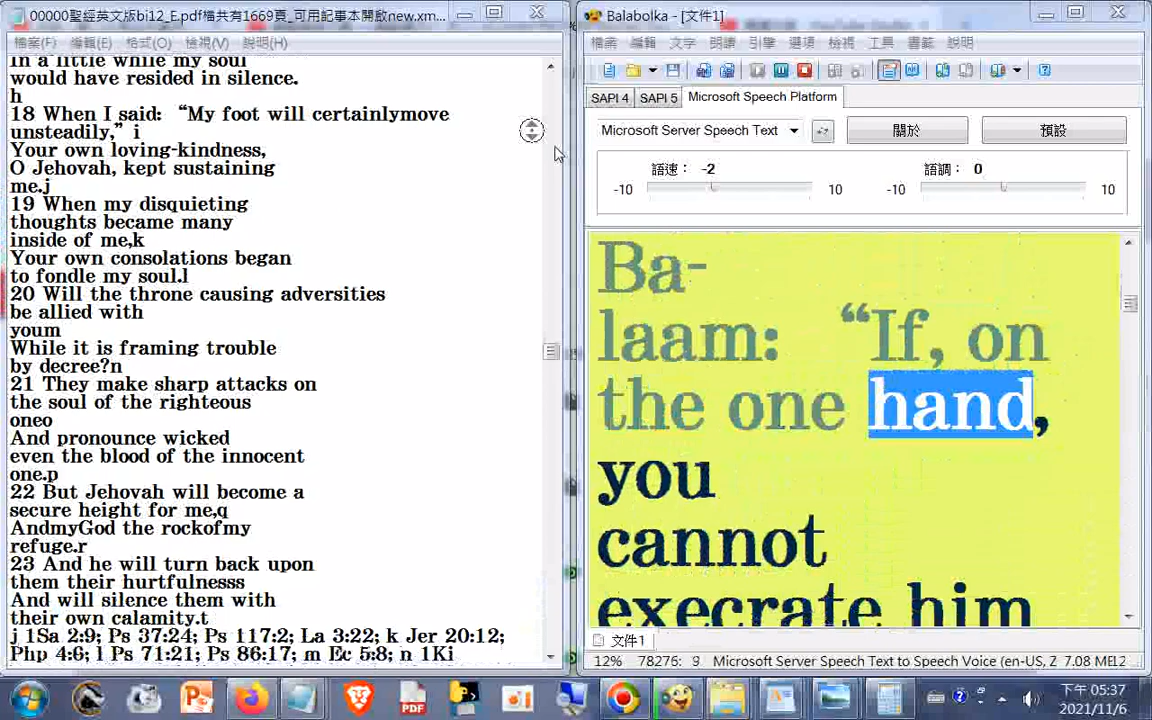 00000聖經英文版bi12_E.pdf檔共有1669頁_可用記事本開啟new.xm...
檔案(F) 編輯(E) 格式(O) 檢視(V) 說明(H)
In a little while my soul
would have resided in silence.
h
18 When I said: “My foot will certainlymove
unsteadily,” i
Your own loving-kindness,
O Jehovah, kept sustaining
me.j
19 When my disquieting
thoughts became many
inside of me,k
Your own consolations began
to fondle my soul.l
20 Will the throne causing adversities
be allied with
youm
While it is framing trouble
by decree?n
21 They make sharp attacks on
the soul of the righteous
oneo
And pronounce wicked
even the blood of the innocent
one.p
22 But Jehovah will become a
secure height for me,q
AndmyGod the rockofmy
refuge.r
23 And he will turn back upon
them their hurtfulnesss
And will silence them with
their own calamity.t
j 1Sa 2:9; Ps 37:24; Ps 117:2; La 3:22; k Jer 20:12;
Php 4:6; l Ps 71:21; Ps 86:17; m Ec 5:8; n 1Ki
Balabolka - [文件1]
檔案 編輯 文字 朗讀 引擎 選項 檢視 工具 書籤 說明
SAPI 4 SAPI 5 Microsoft Speech Platform
Microsoft Server Speech Text 關於 預設
語速： -2 語調： 0
-10 10 -10 10
Ba-
laam: “If, on
the one hand,
you
cannot
execrate him
文件1
12% 78276: 9 Microsoft Server Speech Text to Speech Voice (en-US, Z 7.08 ME12
PDF
下午 05:37
2021/11/6